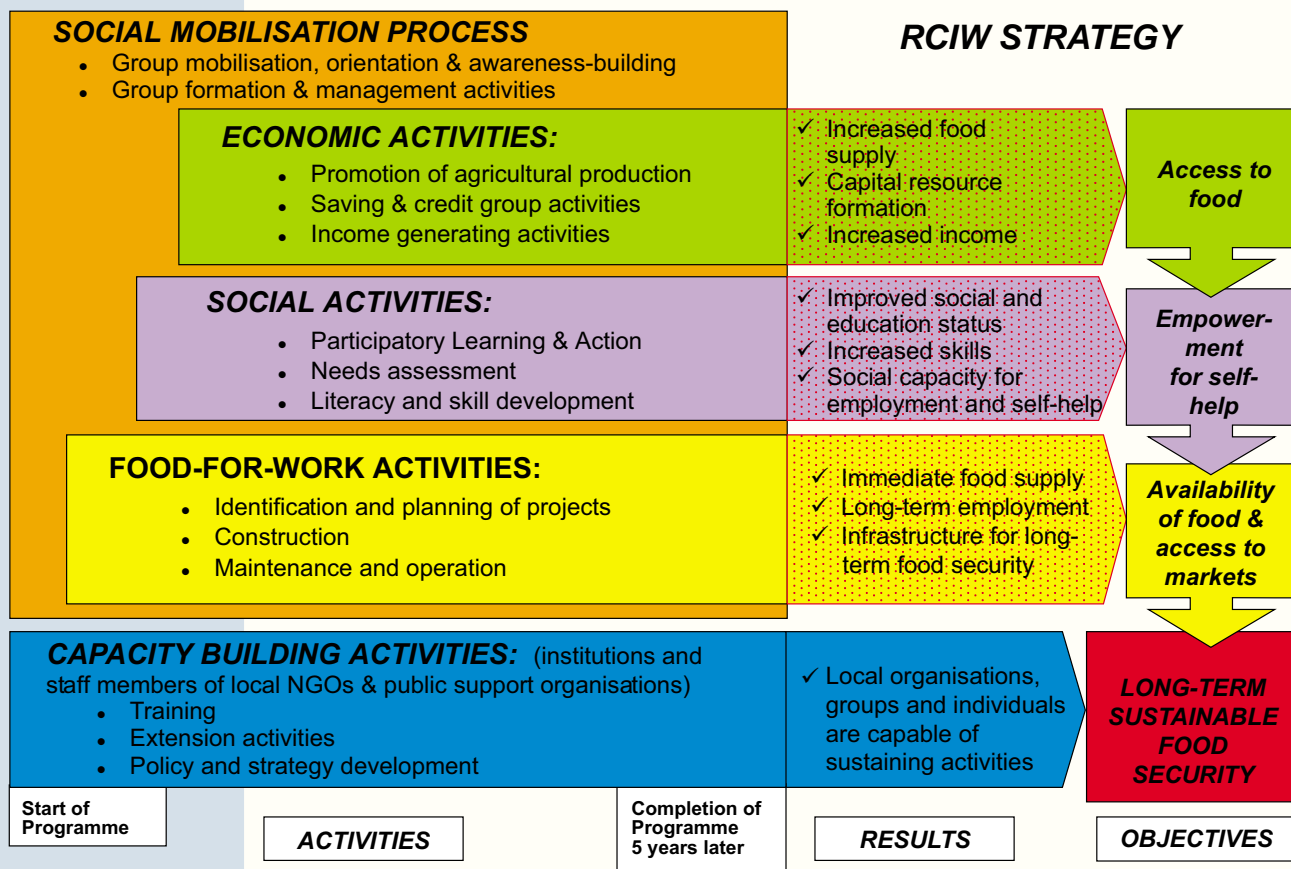 SOCIAL MOBILISATION PROCESS
• Group mobilisation, orientation & awareness-building
• Group formation & management activities
RCIW STRATEGY
ECONOMIC ACTIVITIES:
• Promotion of agricultural production
• Saving & credit group activities
• Income generating activities
✓ Increased food
supply
✓ Capital resource
formation
✓ Increased income
Access to
food
SOCIAL ACTIVITIES:
• Participatory Learning & Action
• Needs assessment
• Literacy and skill development
✓ Improved social and
education status
✓ Increased skills
✓ Social capacity for
employment and self-help
Empower-
ment
for self-
help
FOOD-FOR-WORK ACTIVITIES:
• Identification and planning of projects
• Construction
• Maintenance and operation
✓ Immediate food supply
✓ Long-term employment
✓ Infrastructure for long-
term food security
Availability
of food &
access to
markets
CAPACITY BUILDING ACTIVITIES: (institutions and
staff members of local NGOs & public support organisations)
• Training
• Extension activities
• Policy and strategy development
✓ Local organisations,
groups and individuals
are capable of
sustaining activities
LONG-TERM
SUSTAINABLE
FOOD
SECURITY
Start of
Programme
ACTIVITIES
Completion of
Programme
5 years later
RESULTS
OBJECTIVES